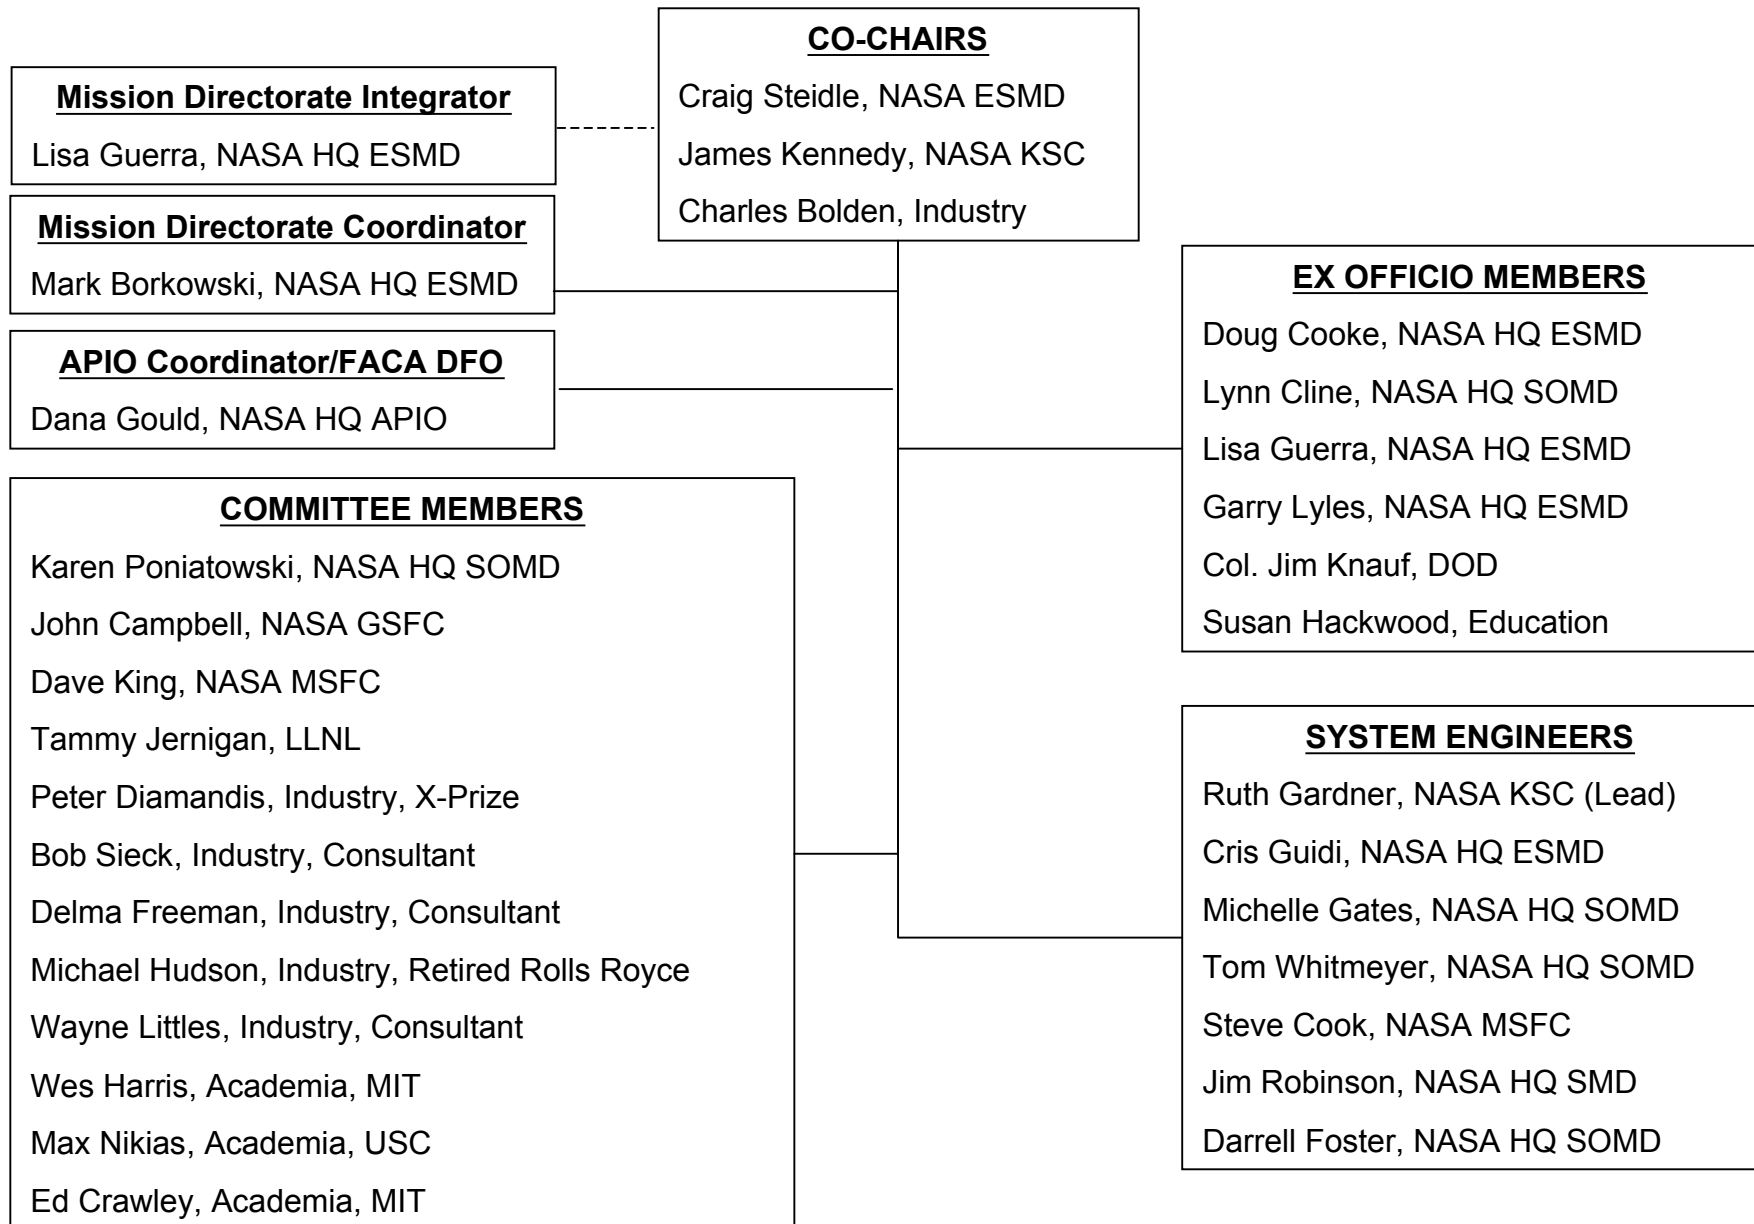 CO-CHAIRS
Craig Steidle, NASA ESMD
James Kennedy, NASA KSC
Charles Bolden, Industry
Mission Directorate Integrator
Lisa Guerra, NASA HQ ESMD
Mission Directorate Coordinator
Mark Borkowski, NASA HQ ESMD
APIO Coordinator/FACA DFO
Dana Gould, NASA HQ APIO
EX OFFICIO MEMBERS
Doug Cooke, NASA HQ ESMD
Lynn Cline, NASA HQ SOMD
Lisa Guerra, NASA HQ ESMD
Garry Lyles, NASA HQ ESMD
Col. Jim Knauf, DOD
Susan Hackwood, Education
COMMITTEE MEMBERS
Karen Poniatowski, NASA HQ SOMD
John Campbell, NASA GSFC
Dave King, NASA MSFC
Tammy Jernigan, LLNL
Peter Diamandis, Industry, X-Prize
Bob Sieck, Industry, Consultant
Delma Freeman, Industry, Consultant
Michael Hudson, Industry, Retired Rolls Royce
Wayne Littles, Industry, Consultant
Wes Harris, Academia, MIT
Max Nikias, Academia, USC
Ed Crawley, Academia, MIT
SYSTEM ENGINEERS
Ruth Gardner, NASA KSC (Lead)
Cris Guidi, NASA HQ ESMD
Michelle Gates, NASA HQ SOMD
Tom Whitmeyer, NASA HQ SOMD
Steve Cook, NASA MSFC
Jim Robinson, NASA HQ SMD
Darrell Foster, NASA HQ SOMD